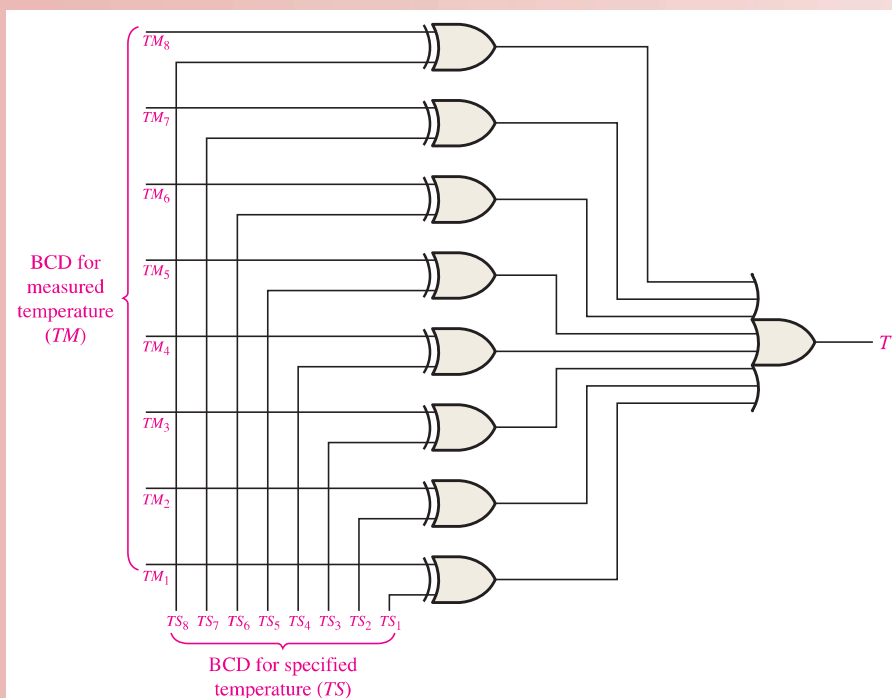 TM₈
TM₇
TM₆
BCD for
measured
temperature
(TM)
TM₅
TM₄
TM₃
TM₂
TM₁
T
TS₈ TS₇ TS₆ TS₅ TS₄ TS₃ TS₂ TS₁
BCD for specified
temperature (TS)